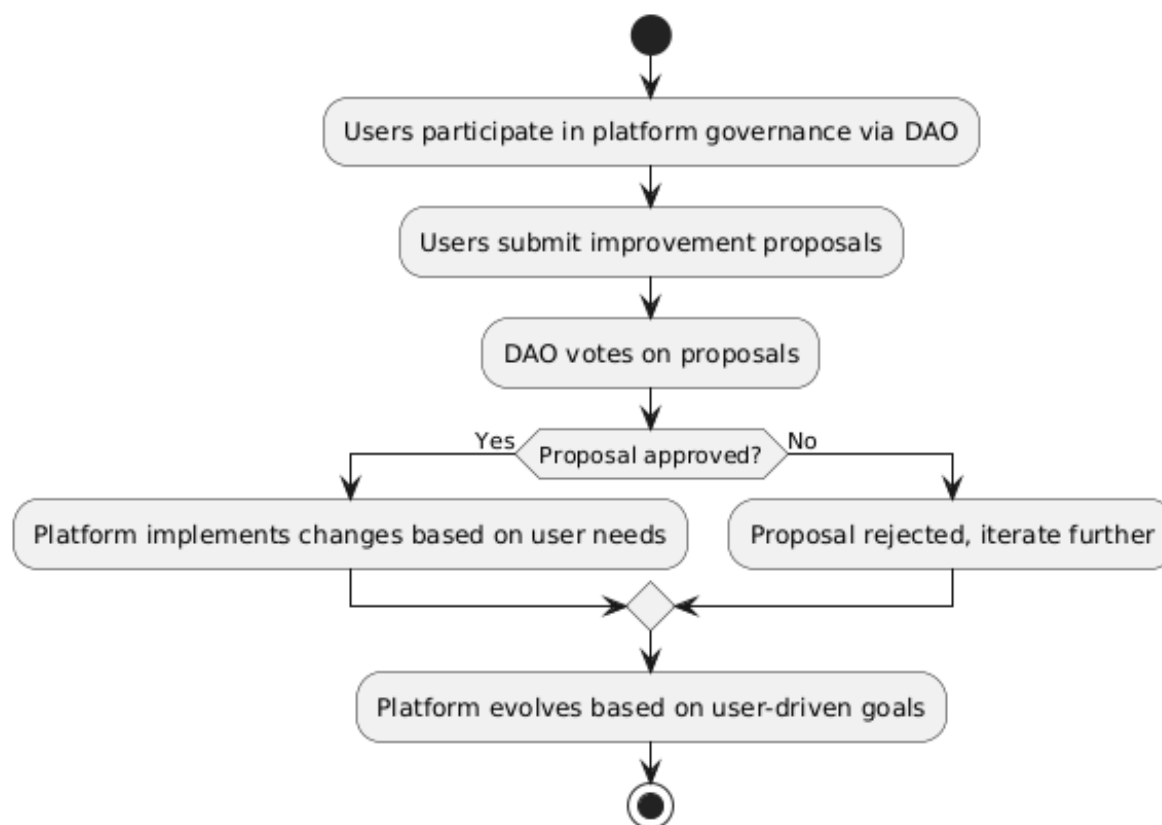 Users participate in platform governance via DAO
Users submit improvement proposals
DAO votes on proposals
Yes
Proposal approved?
No
Platform implements changes based on user needs
Proposal rejected, iterate further
Platform evolves based on user-driven goals